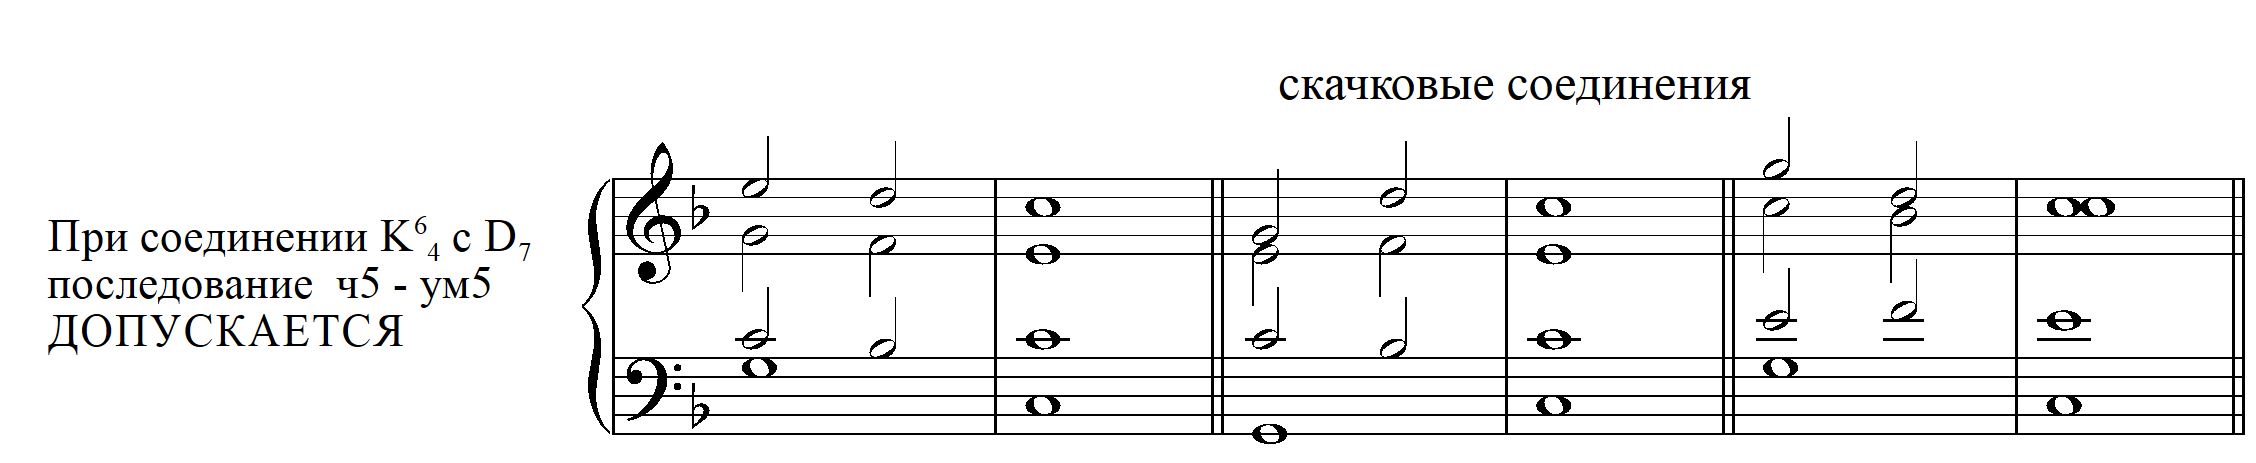 скачковые соединения
При соединении K⁶₄ с D₇
последование ч5 - ум5
ДОПУСКАЕТСЯ